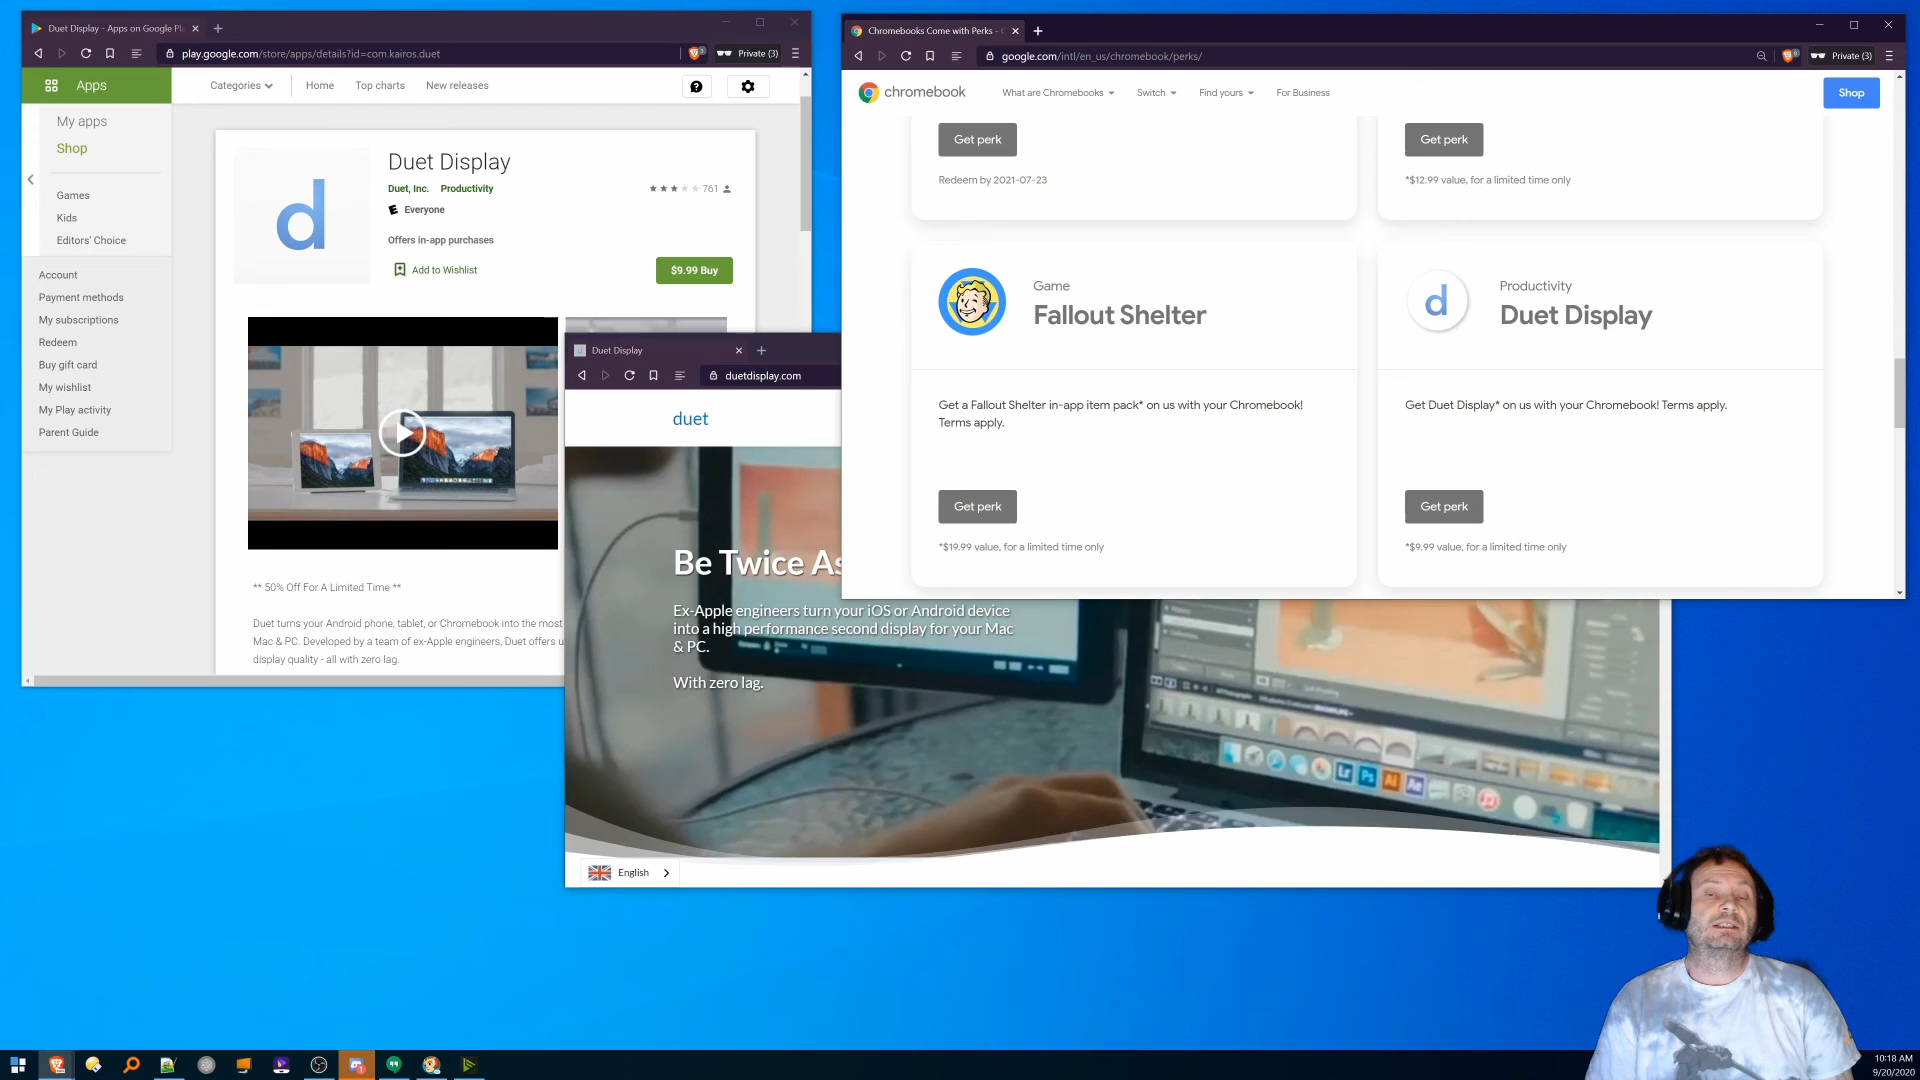 Duet Display - Apps on Google Pl
play.google.com/store/apps/details?id=com.kairos.duet
Private (3)
Apps
Categories
Home
Top charts
New releases
My apps
Shop
Games
Kids
Editors' Choice
Account
Payment methods
My subscriptions
Redeem
Buy gift card
My wishlist
My Play activity
Parent Guide
d
Duet Display
Duet, Inc. Productivity
761
E Everyone
Offers in-app purchases
Add to Wishlist
$9.99 Buy
** 50% Off For A Limited Time **
Duet turns your Android phone, tablet, or Chromebook into the most
Mac & PC. Developed by a team of ex-Apple engineers, Duet offers u
display quality - all with zero lag.
Duet Display
duetdisplay.com
duet
Be Twice As
Ex-Apple engineers turn your iOS or Android device
into a high performance second display for your Mac
& PC.
With zero lag.
Lr Ps Ai Ae
English
Chromebooks Come with Perks -
google.com/intl/en_us/chromebook/perks/
Private (3)
chromebook
What are Chromebooks
Switch
Find yours
For Business
Shop
Get perk
Redeem by 2021-07-23
Get perk
*$12.99 value, for a limited time only
Game
Fallout Shelter
Get a Fallout Shelter in-app item pack* on us with your Chromebook!
Terms apply.
Get perk
*$19.99 value, for a limited time only
d
Productivity
Duet Display
Get Duet Display* on us with your Chromebook! Terms apply.
Get perk
*$9.99 value, for a limited time only
10:18 AM
9/20/2020